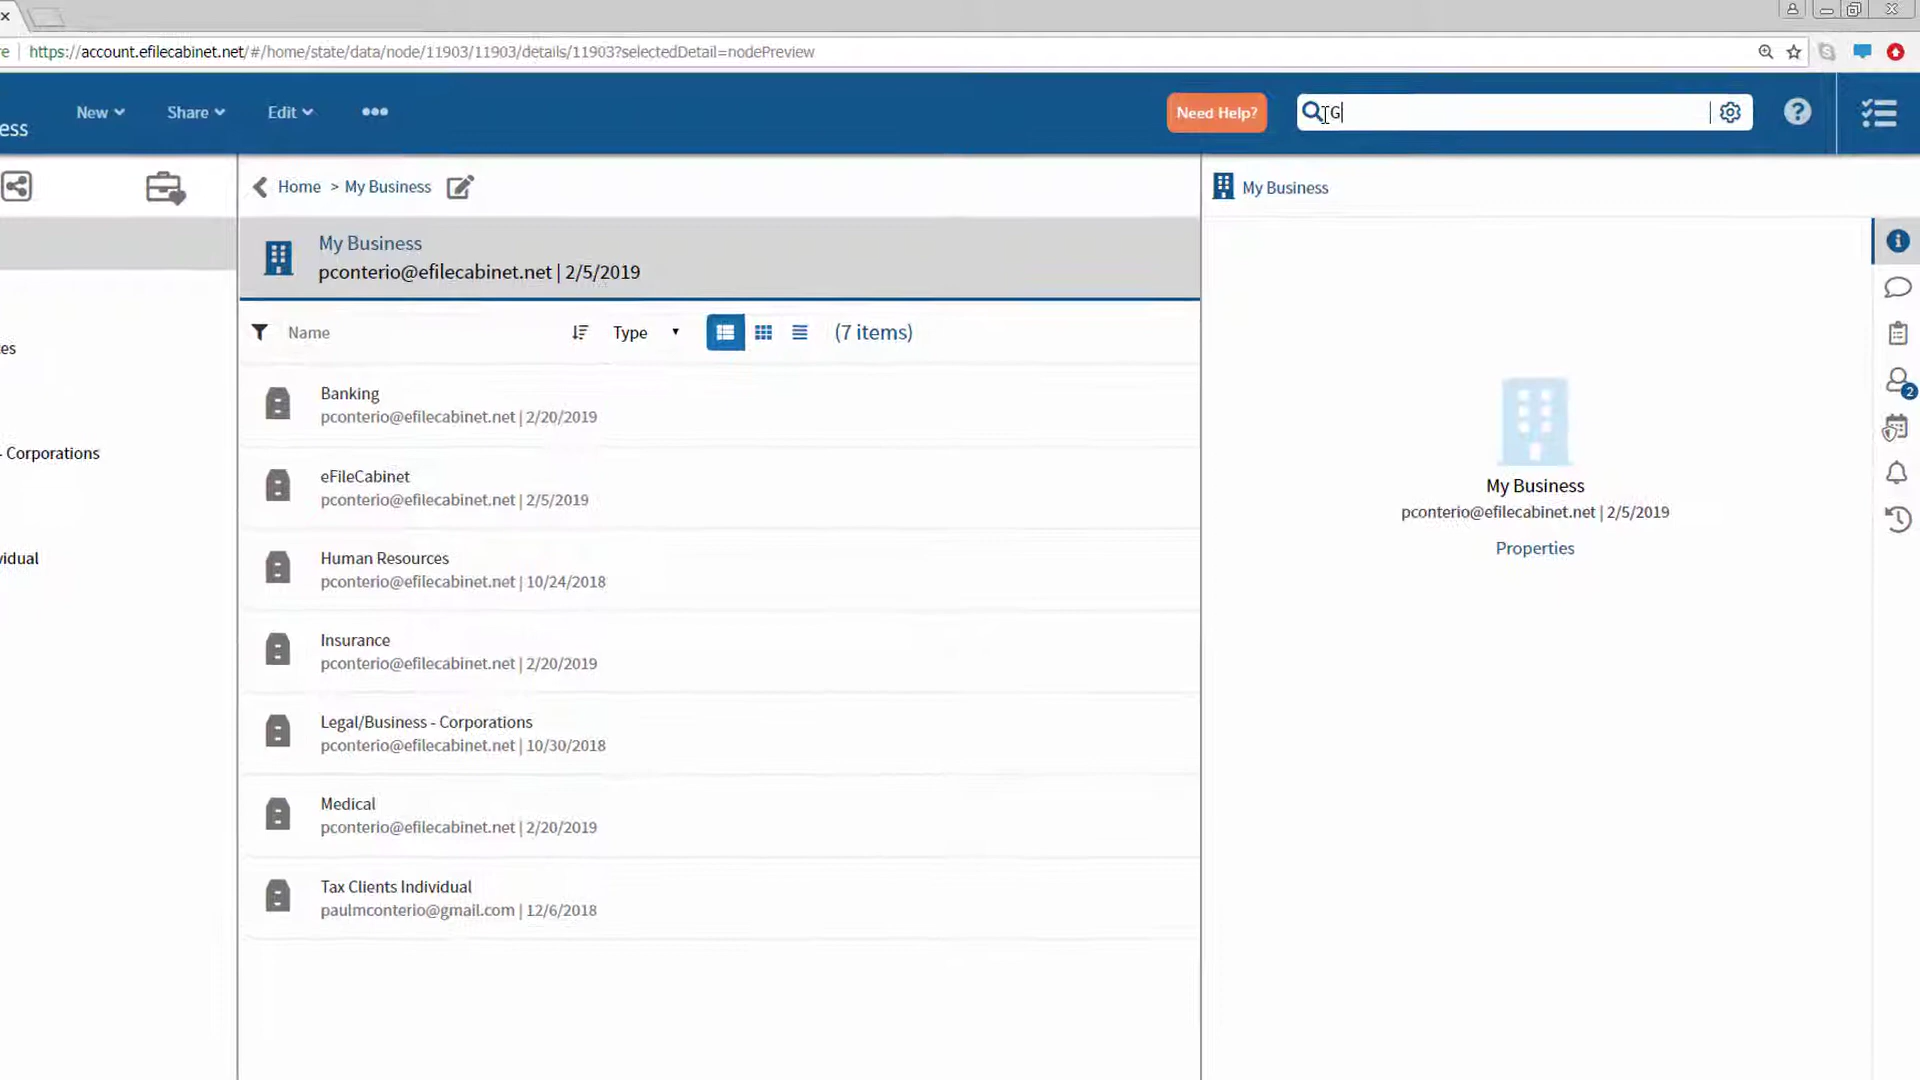 https://account.efilecabinet.net/#/home/state/data/node/11903/11903/details/11903?selectedDetail=nodePreview
ess
New
Share
Edit
Need Help?
G
Home > My Business
My Business
My Business
pconterio@efilecabinet.net | 2/5/2019
Name
Type
(7 items)
es
- Corporations
vidual
Banking
pconterio@efilecabinet.net | 2/20/2019
eFileCabinet
pconterio@efilecabinet.net | 2/5/2019
Human Resources
pconterio@efilecabinet.net | 10/24/2018
Insurance
pconterio@efilecabinet.net | 2/20/2019
Legal/Business - Corporations
pconterio@efilecabinet.net | 10/30/2018
Medical
pconterio@efilecabinet.net | 2/20/2019
Tax Clients Individual
paulmconterio@gmail.com | 12/6/2018
My Business
pconterio@efilecabinet.net | 2/5/2019
Properties
2